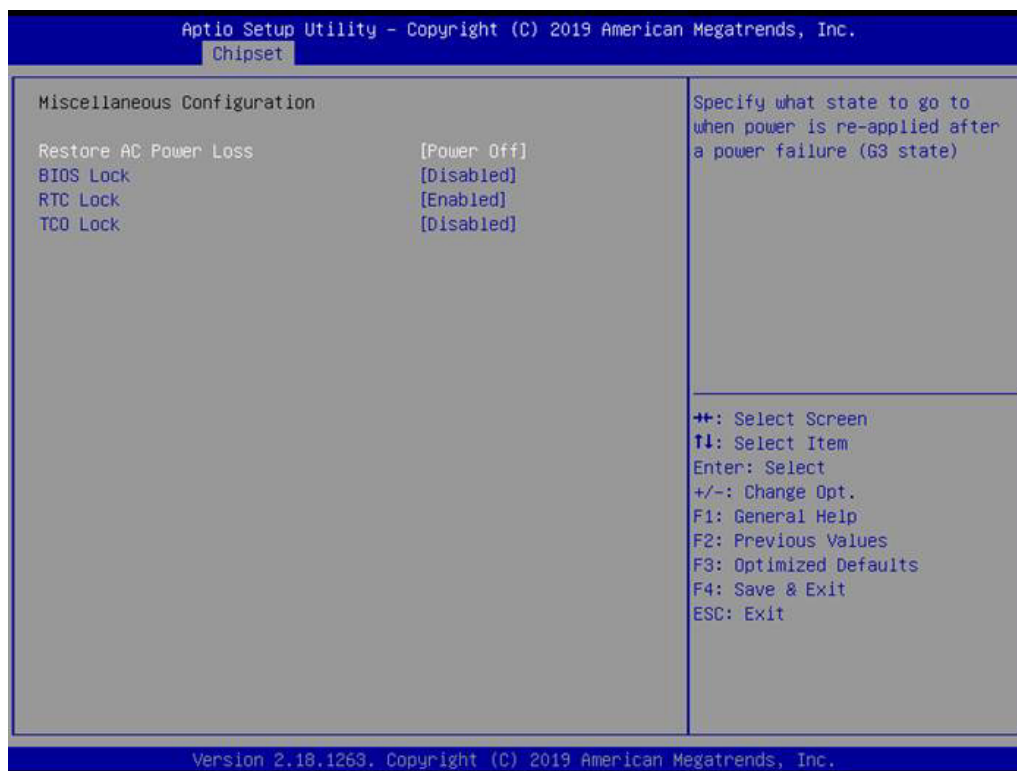 Aptio Setup Utility – Copyright (C) 2019 American Megatrends, Inc.
Chipset
Miscellaneous Configuration
Restore AC Power Loss [Power Off]
BIOS Lock [Disabled]
RTC Lock [Enabled]
TCO Lock [Disabled]
Specify what state to go to
when power is re-applied after
a power failure (G3 state)
→←: Select Screen
↑↓: Select Item
Enter: Select
+/-: Change Opt.
F1: General Help
F2: Previous Values
F3: Optimized Defaults
F4: Save & Exit
ESC: Exit
Version 2.18.1263. Copyright (C) 2019 American Megatrends, Inc.